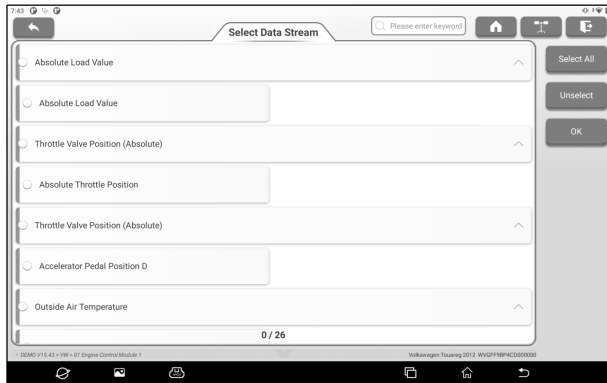 7:43
Select Data Stream
Please enter keyword
Absolute Load Value
Select All
Absolute Load Value
Unselect
Throttle Valve Position (Absolute)
OK
Absolute Throttle Position
Throttle Valve Position (Absolute)
Accelerator Pedal Position D
Outside Air Temperature
0 / 26
DEMO V15.43 > VW > 01 Engine Control Module 1
Volkswagen Touareg 2012 WVGFF9BP4CD000000